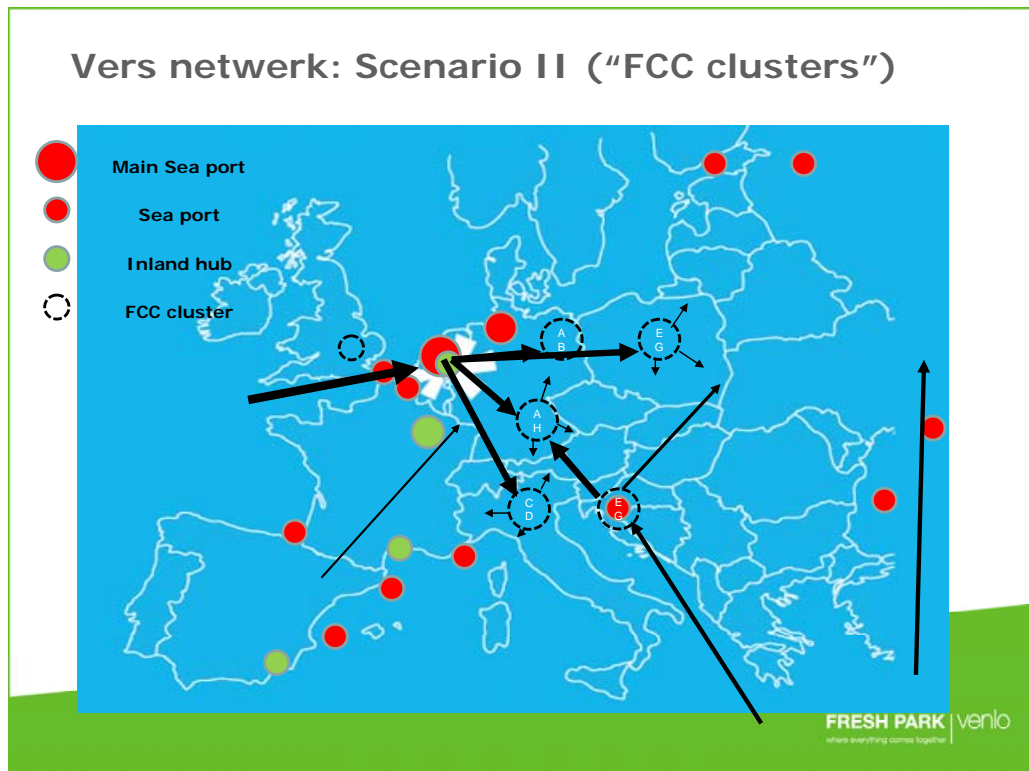 Vers netwerk: Scenario II (“FCC clusters”)
Main Sea port
Sea port
Inland hub
FCC cluster
A
B
E
G
A
H
C
D
E
G
FRESH PARK venlo
where everything comes together